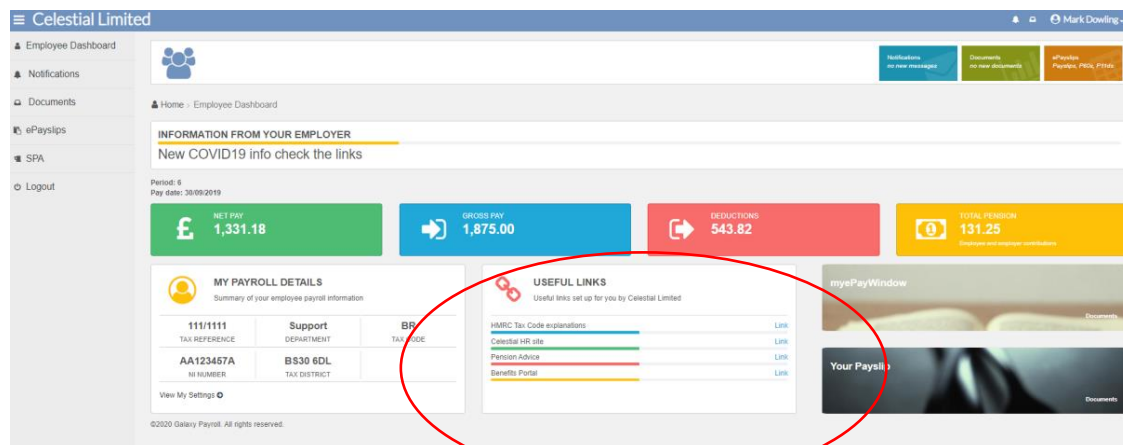 Celestial Limited
Mark Dowling
Employee Dashboard
Notifications
Documents
ePayslips
SPA
Logout
Notifications
no new messages
Documents
no new documents
ePayslips
Payslips, P60s, P11ds
Home › Employee Dashboard
INFORMATION FROM YOUR EMPLOYER
New COVID19 info check the links
Period: 6
Pay date: 30/09/2019
NET PAY
1,331.18
GROSS PAY
1,875.00
DEDUCTIONS
543.82
TOTAL PENSION
131.25
Employee and employer contributions
MY PAYROLL DETAILS
Summary of your employee payroll information
111/1111 Support BR
TAX REFERENCE DEPARTMENT TAX CODE
AA123457A BS30 6DL
NI NUMBER TAX DISTRICT
View My Settings
USEFUL LINKS
Useful links set up for you by Celestial Limited
HMRC Tax Code explanations Link
Celestial HR site Link
Pension Advice Link
Benefits Portal Link
myePayWindow
Documents
Your Payslip
Documents
©2020 Galaxy Payroll. All rights reserved.